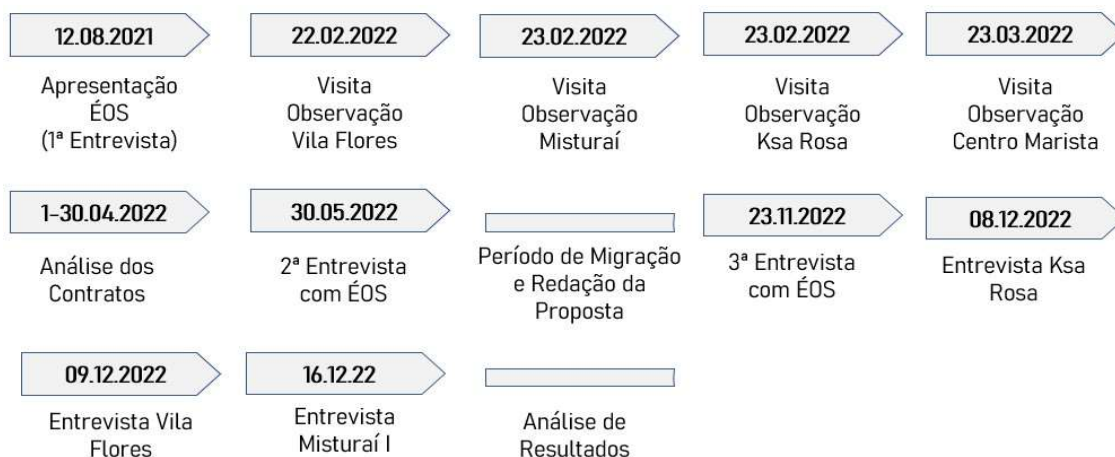 12.08.2021
Apresentação
ÉOS
(1ª Entrevista)
22.02.2022
Visita
Observação
Vila Flores
23.02.2022
Visita
Observação
Misturaí
23.02.2022
Visita
Observação
Ksa Rosa
23.03.2022
Visita
Observação
Centro Marista
1-30.04.2022
Análise dos
Contratos
30.05.2022
2ª Entrevista
com ÉOS
Período de Migração
e Redação da
Proposta
23.11.2022
3ª Entrevista
com ÉOS
08.12.2022
Entrevista Ksa
Rosa
09.12.2022
Entrevista Vila
Flores
16.12.22
Entrevista
Misturaí I
Análise de
Resultados